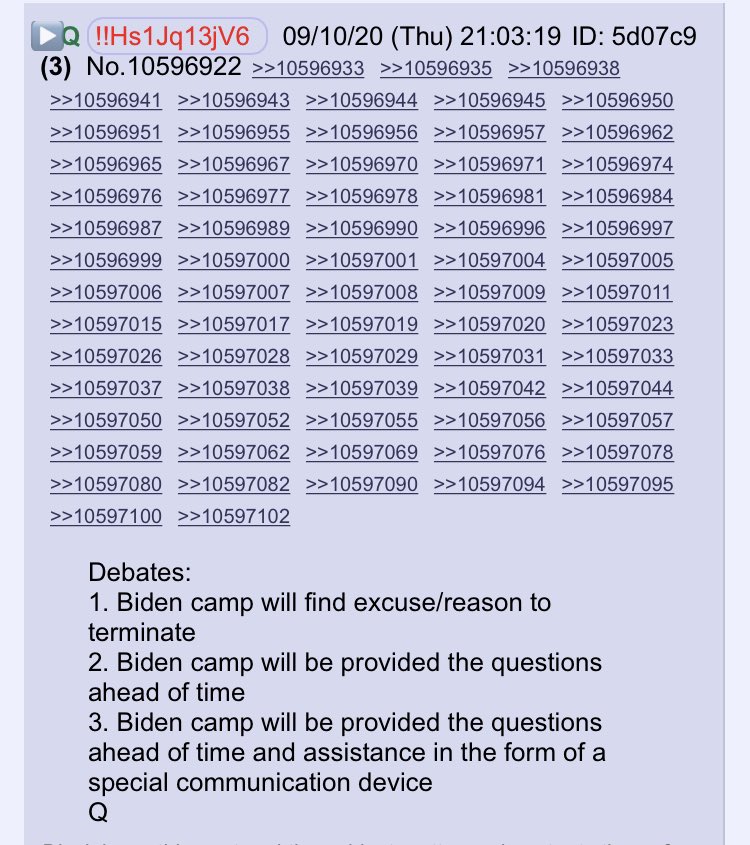 Q !!Hs1Jq13jV6 09/10/20 (Thu) 21:03:19 ID: 5d07c9
(3) No.10596922 >>10596933 >>10596935 >>10596938
>>10596941 >>10596943 >>10596944 >>10596945 >>10596950
>>10596951 >>10596955 >>10596956 >>10596957 >>10596962
>>10596965 >>10596967 >>10596970 >>10596971 >>10596974
>>10596976 >>10596977 >>10596978 >>10596981 >>10596984
>>10596987 >>10596989 >>10596990 >>10596996 >>10596997
>>10596999 >>10597000 >>10597001 >>10597004 >>10597005
>>10597006 >>10597007 >>10597008 >>10597009 >>10597011
>>10597015 >>10597017 >>10597019 >>10597020 >>10597023
>>10597026 >>10597028 >>10597029 >>10597031 >>10597033
>>10597037 >>10597038 >>10597039 >>10597042 >>10597044
>>10597050 >>10597052 >>10597055 >>10597056 >>10597057
>>10597059 >>10597062 >>10597069 >>10597076 >>10597078
>>10597080 >>10597082 >>10597090 >>10597094 >>10597095
>>10597100 >>10597102
Debates:
1. Biden camp will find excuse/reason to
terminate
2. Biden camp will be provided the questions
ahead of time
3. Biden camp will be provided the questions
ahead of time and assistance in the form of a
special communication device
Q